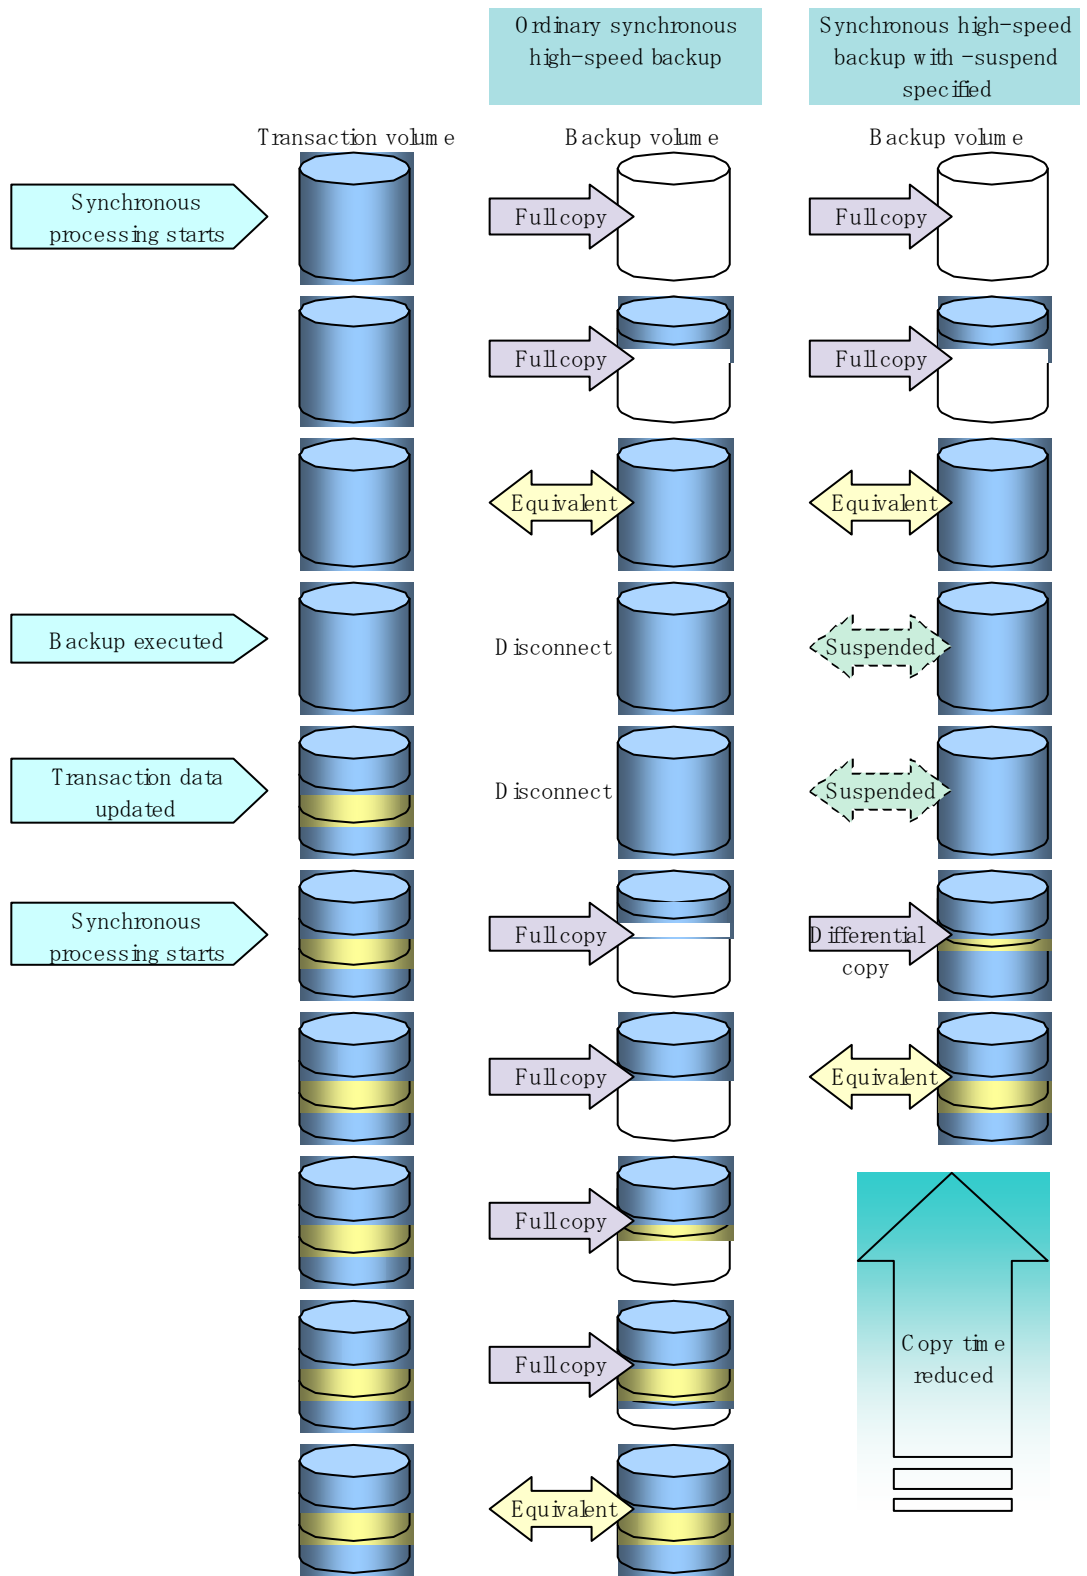 Ordinary synchronous
high-speed backup
Synchronous high-speed
backup with -suspend
specified
Transaction volume
Backup volume
Backup volume
Synchronous
processing starts
Full copy
Full copy
Full copy
Full copy
Equivalent
Equivalent
Backup executed
Disconnect
Suspended
Transaction data
updated
Disconnect
Suspended
Synchronous
processing starts
Full copy
Differential
copy
Full copy
Equivalent
Full copy
Full copy
Copy time
reduced
Equivalent